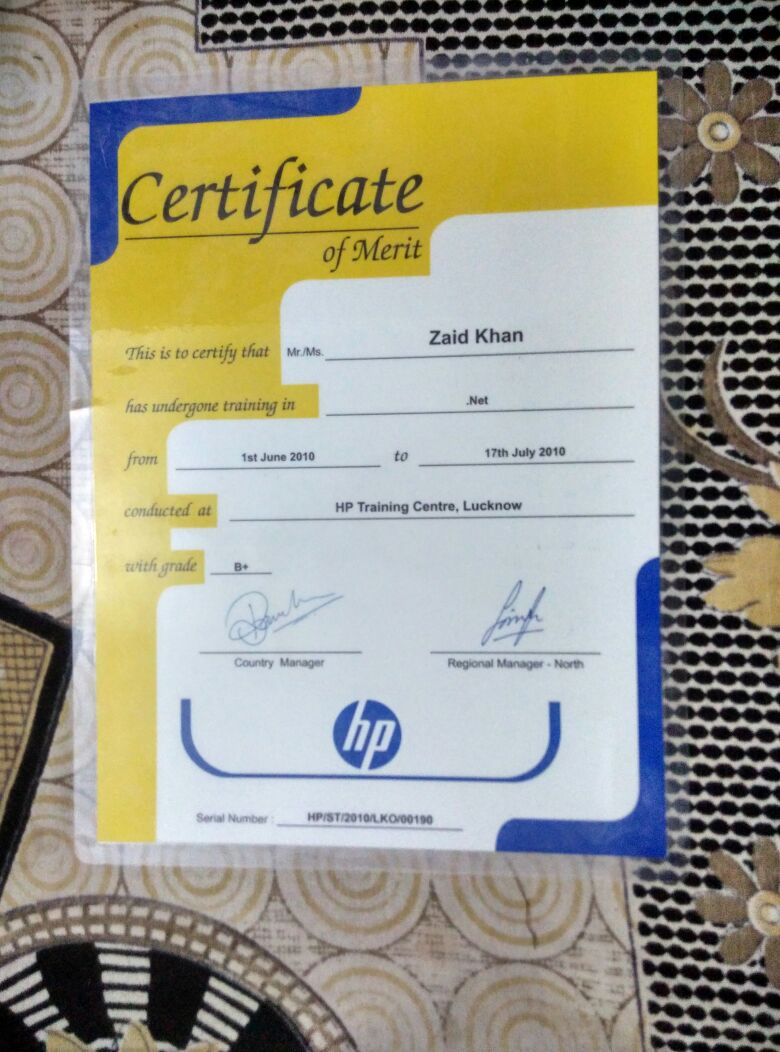 Certificate
of Merit
This is to certify that Mr./Ms. Zaid Khan
has undergone training in .Net
from 1st June 2010 to 17th July 2010
conducted at HP Training Centre, Lucknow
with grade B+
Country Manager Regional Manager - North
hp
Serial Number : HP/ST/2010/LKO/00190